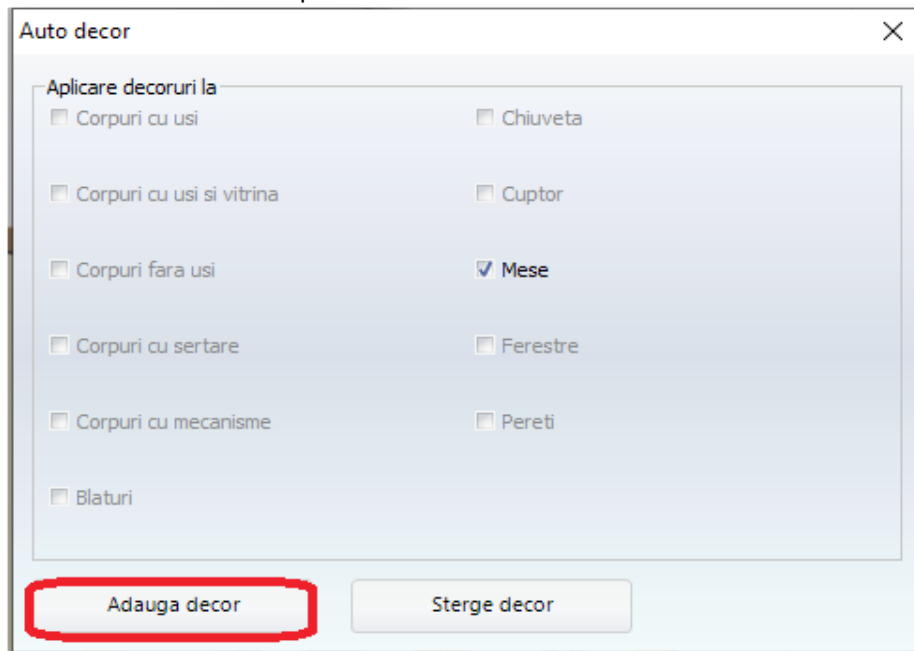 Auto decor
Aplicare decoruri la
Corpuri cu usi
Chiuveta
Corpuri cu usi si vitrina
Cuptor
Corpuri fara usi
Mese
Corpuri cu sertare
Ferestre
Corpuri cu mecanisme
Pereti
Blaturi
Adauga decor
Sterge decor